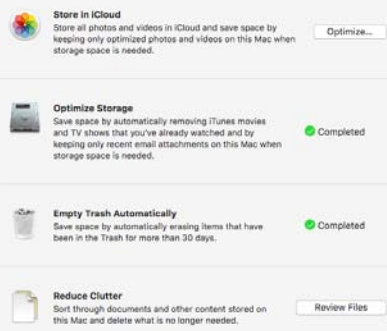 Store in iCloud
Store all photos and videos in iCloud and save space by
keeping only optimized photos and videos on this Mac when
storage space is needed.
Optimize...
Optimize Storage
Save space by automatically removing iTunes movies
and TV shows that you've already watched and by
keeping only recent email attachments on this Mac when
storage space is needed.
Completed
Empty Trash Automatically
Save space by automatically erasing items that have
been in the Trash for more than 30 days.
Completed
Reduce Clutter
Sort through documents and other content stored on
this Mac and delete what is no longer needed.
Review Files